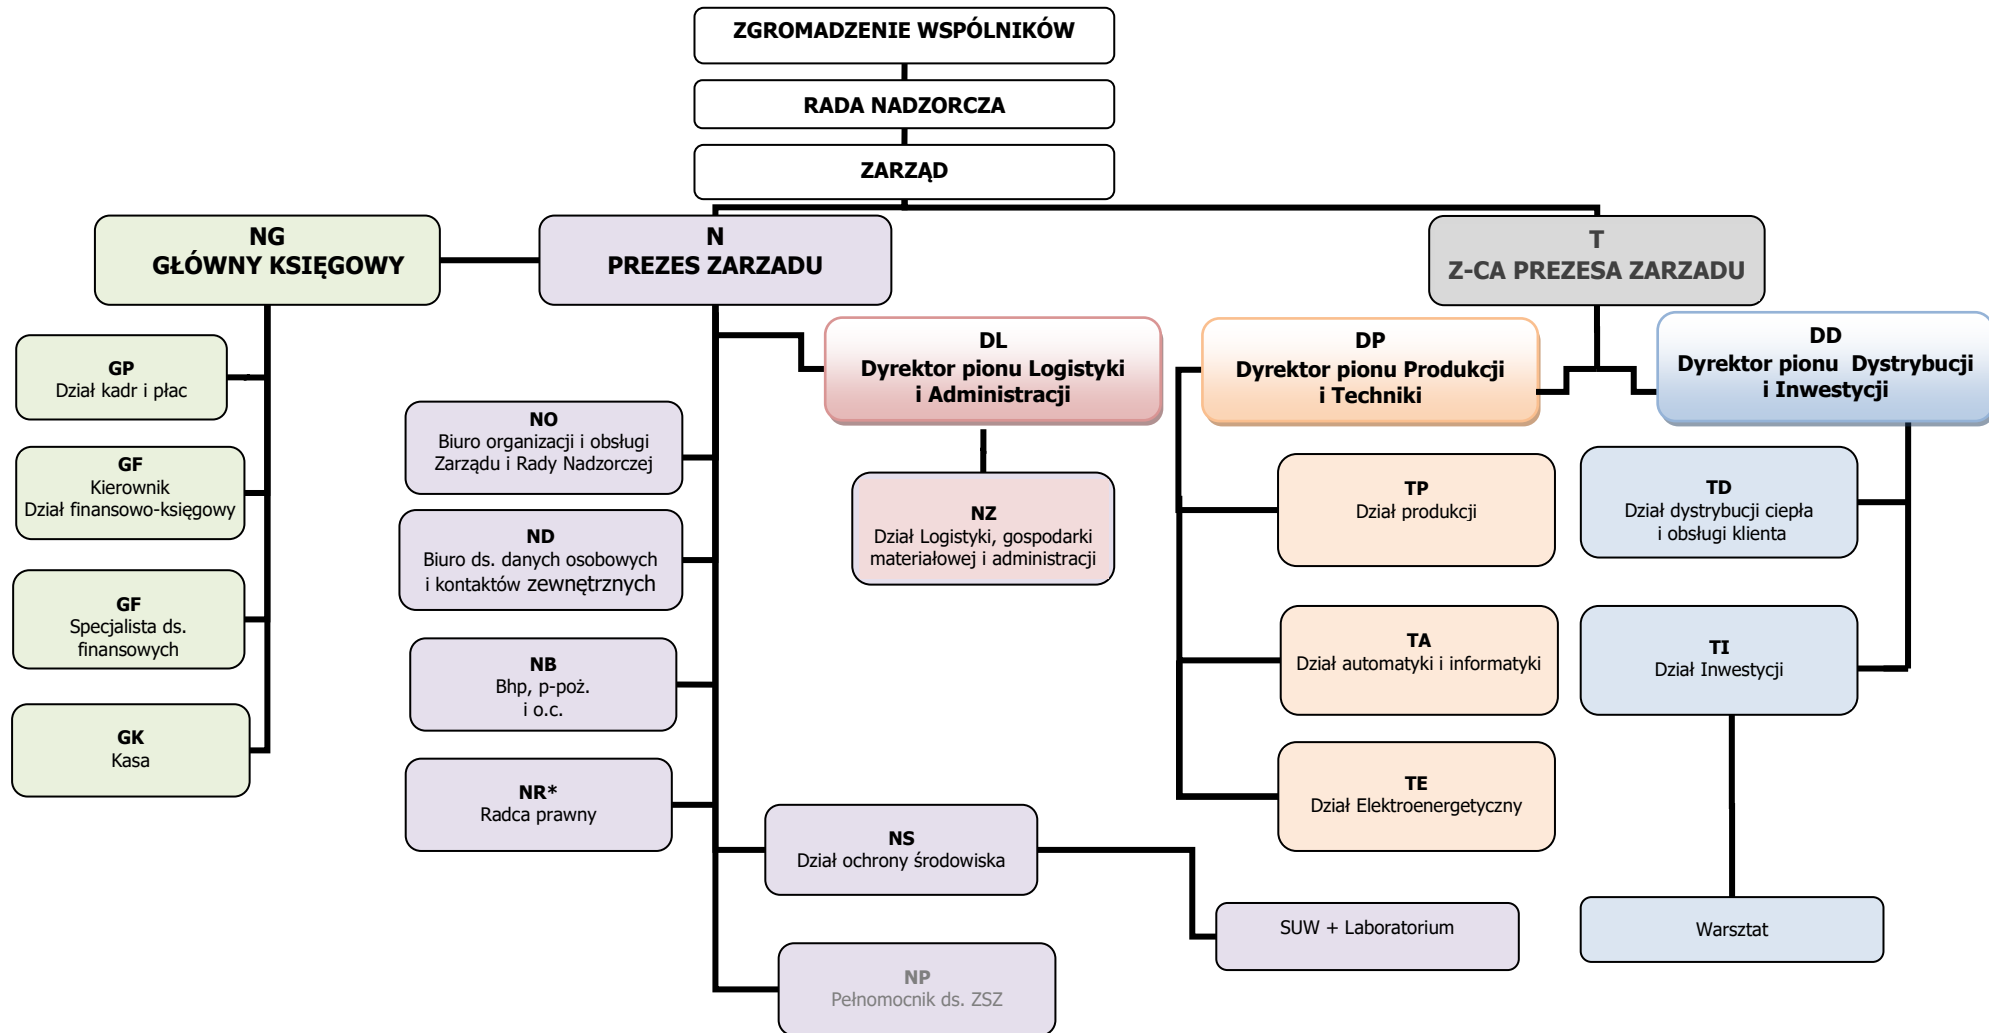 ZGROMADZENIE WSPÓLNIKÓW
RADA NADZORCZA
ZARZĄD
NG
GŁÓWNY KSIĘGOWY
N
PREZES ZARZADU
T
Z-CA PREZESA ZARZADU
GP
Dział kadr i płac
GF
Kierownik
Dział finansowo-księgowy
GF
Specjalista ds.
finansowych
GK
Kasa
DL
Dyrektor pionu Logistyki
i Administracji
DP
Dyrektor pionu Produkcji
i Techniki
DD
Dyrektor pionu Dystrybucji
i Inwestycji
NO
Biuro organizacji i obsługi
Zarządu i Rady Nadzorczej
ND
Biuro ds. danych osobowych
i kontaktów zewnętrznych
NB
Bhp, p-poż.
i o.c.
NR*
Radca prawny
NZ
Dział Logistyki, gospodarki
materiałowej i administracji
TP
Dział produkcji
TA
Dział automatyki i informatyki
TE
Dział Elektroenergetyczny
TD
Dział dystrybucji ciepła
i obsługi klienta
TI
Dział Inwestycji
NS
Dział ochrony środowiska
SUW + Laboratorium
Warsztat
NP
Pełnomocnik ds. ZSZ